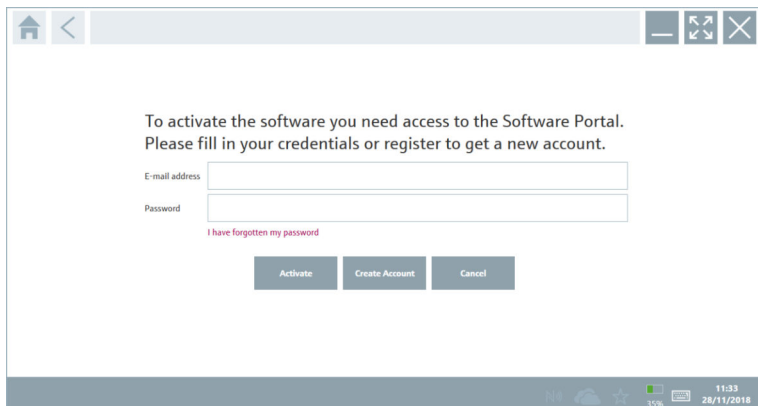 To activate the software you need access to the Software Portal.
Please fill in your credentials or register to get a new account.
E-mail address
Password
I have forgotten my password
Activate
Create Account
Cancel
35%
11:33
28/11/2018